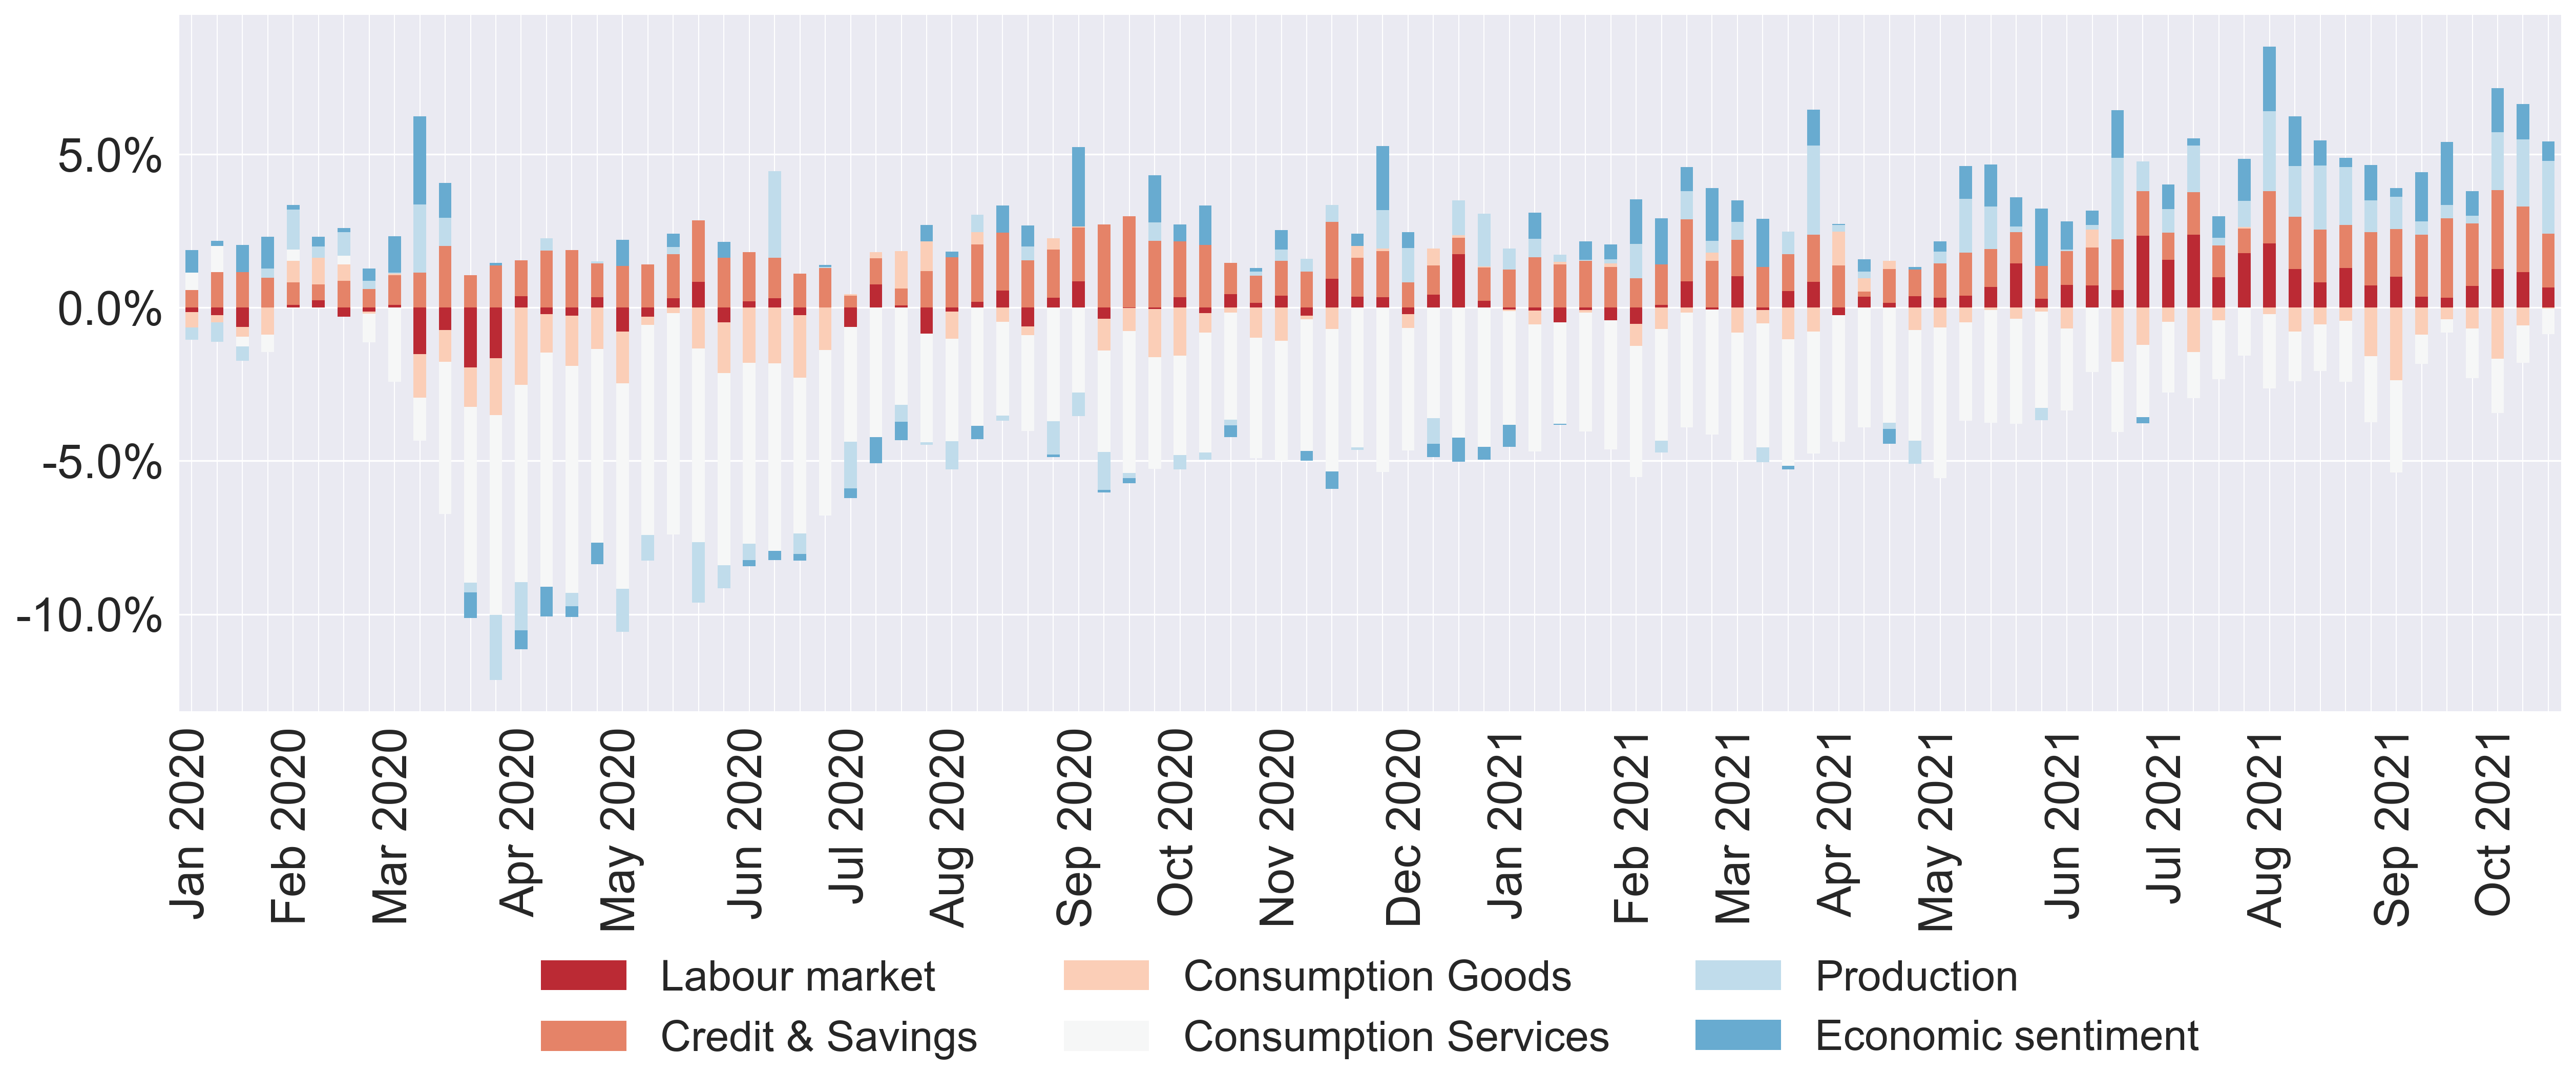 5.0%
0.0%
-5.0%
-10.0%
Jan 2020
Feb 2020
Mar 2020
Apr 2020
May 2020
Jun 2020
Jul 2020
Aug 2020
Sep 2020
Oct 2020
Nov 2020
Dec 2020
Jan 2021
Feb 2021
Mar 2021
Apr 2021
May 2021
Jun 2021
Jul 2021
Aug 2021
Sep 2021
Oct 2021
Labour market
Consumption Goods
Production
Credit & Savings
Consumption Services
Economic sentiment